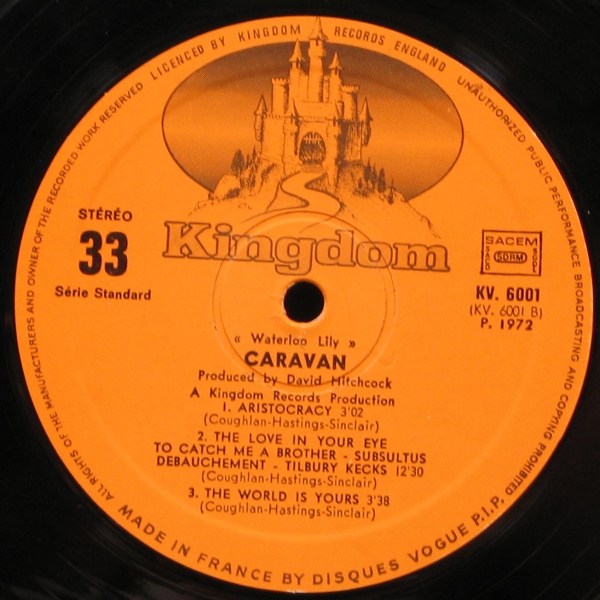 ALL RIGHTS OF THE MANUFACTURERS AND OWNER OF THE RECORDED WORK RESERVED LICENCED BY KINGDOM RECORDS ENGLAND UNAUTHORIZED PUBLIC PERFORMANCE BROADCASTING AND COPYNG PROHIBITED
STÉRÉO
33
Série Standard
Kingdom
SACEM
SDRM
KV. 6001
(KV. 6001 B)
P. 1972
« Waterloo Lily »
CARAVAN
Produced by David Hitchcock
A Kingdom Records Production
1. ARISTOCRACY 3'02
(Coughlan-Hastings-Sinclair)
2. THE LOVE IN YOUR EYE
TO CATCH ME A BROTHER - SUBSULTUS
DEBAUCHEMENT - TILBURY KECKS 12'30
(Coughlan-Hastings-Sinclair)
3. THE WORLD IS YOURS 3'38
(Coughlan-Hastings-Sinclair)
MADE IN FRANCE BY DISQUES VOGUE P.I.P.